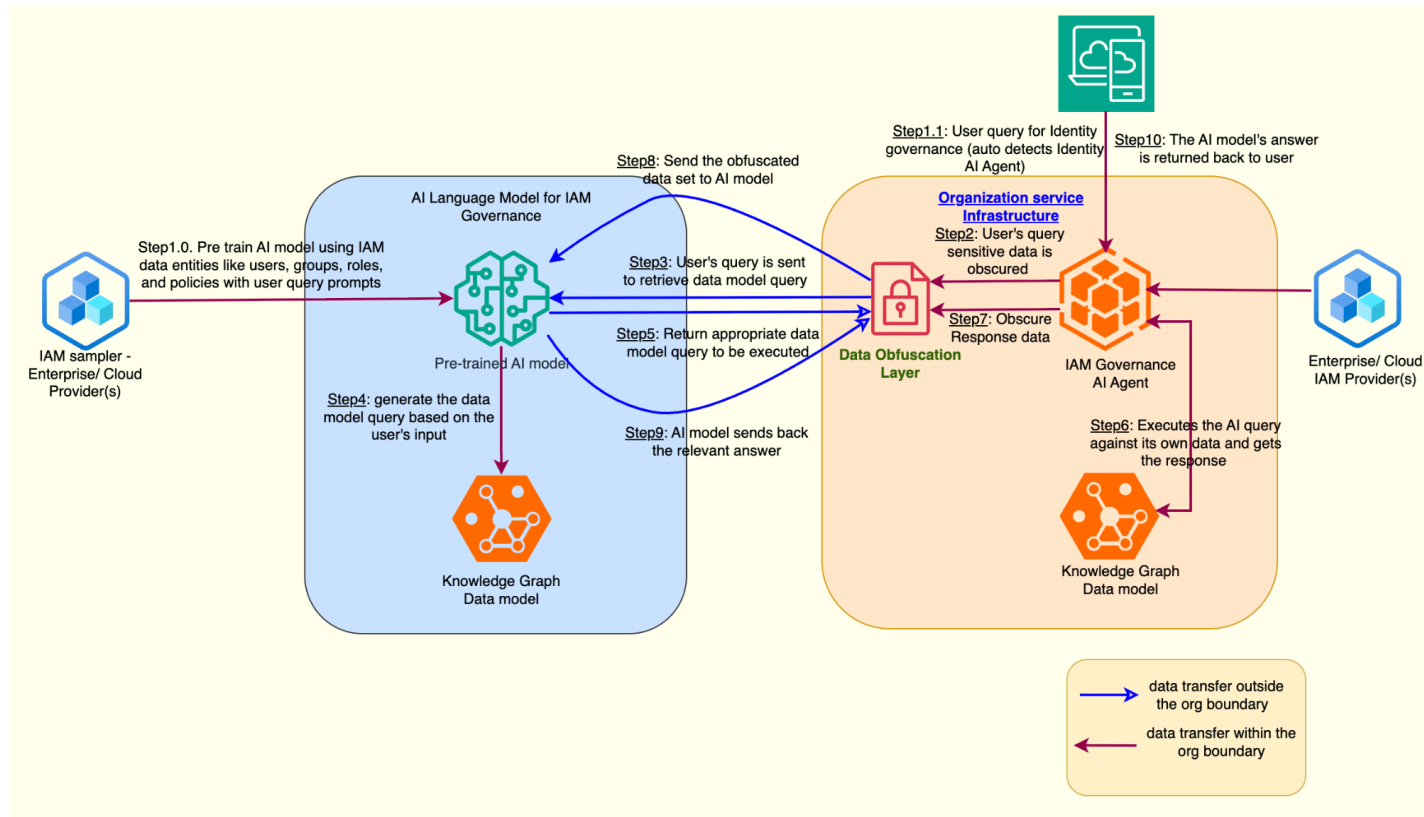 Step1.1: User query for Identity
governance (auto detects Identity
AI Agent)
Step10: The AI model's answer
is returned back to user
Step8: Send the obfuscated
data set to AI model
AI Language Model for IAM
Governance
Organization service
Infrastructure
Step2: User's query
sensitive data is
obscured
Step1.0. Pre train AI model using IAM
data entities like users, groups, roles,
and policies with user query prompts
Step3: User's query is sent
to retrieve data model query
Step7: Obscure
Response data
Step5: Return appropriate data
model query to be executed
IAM sampler -
Enterprise/ Cloud
Provider(s)
Pre-trained AI model
Data Obfuscation
Layer
IAM Governance
AI Agent
Enterprise/ Cloud
IAM Provider(s)
Step4: generate the data
model query based on the
user's input
Step9: AI model sends back
the relevant answer
Step6: Executes the AI query
against its own data and gets
the response
Knowledge Graph
Data model
Knowledge Graph
Data model
data transfer outside
the org boundary
data transfer within the
org boundary